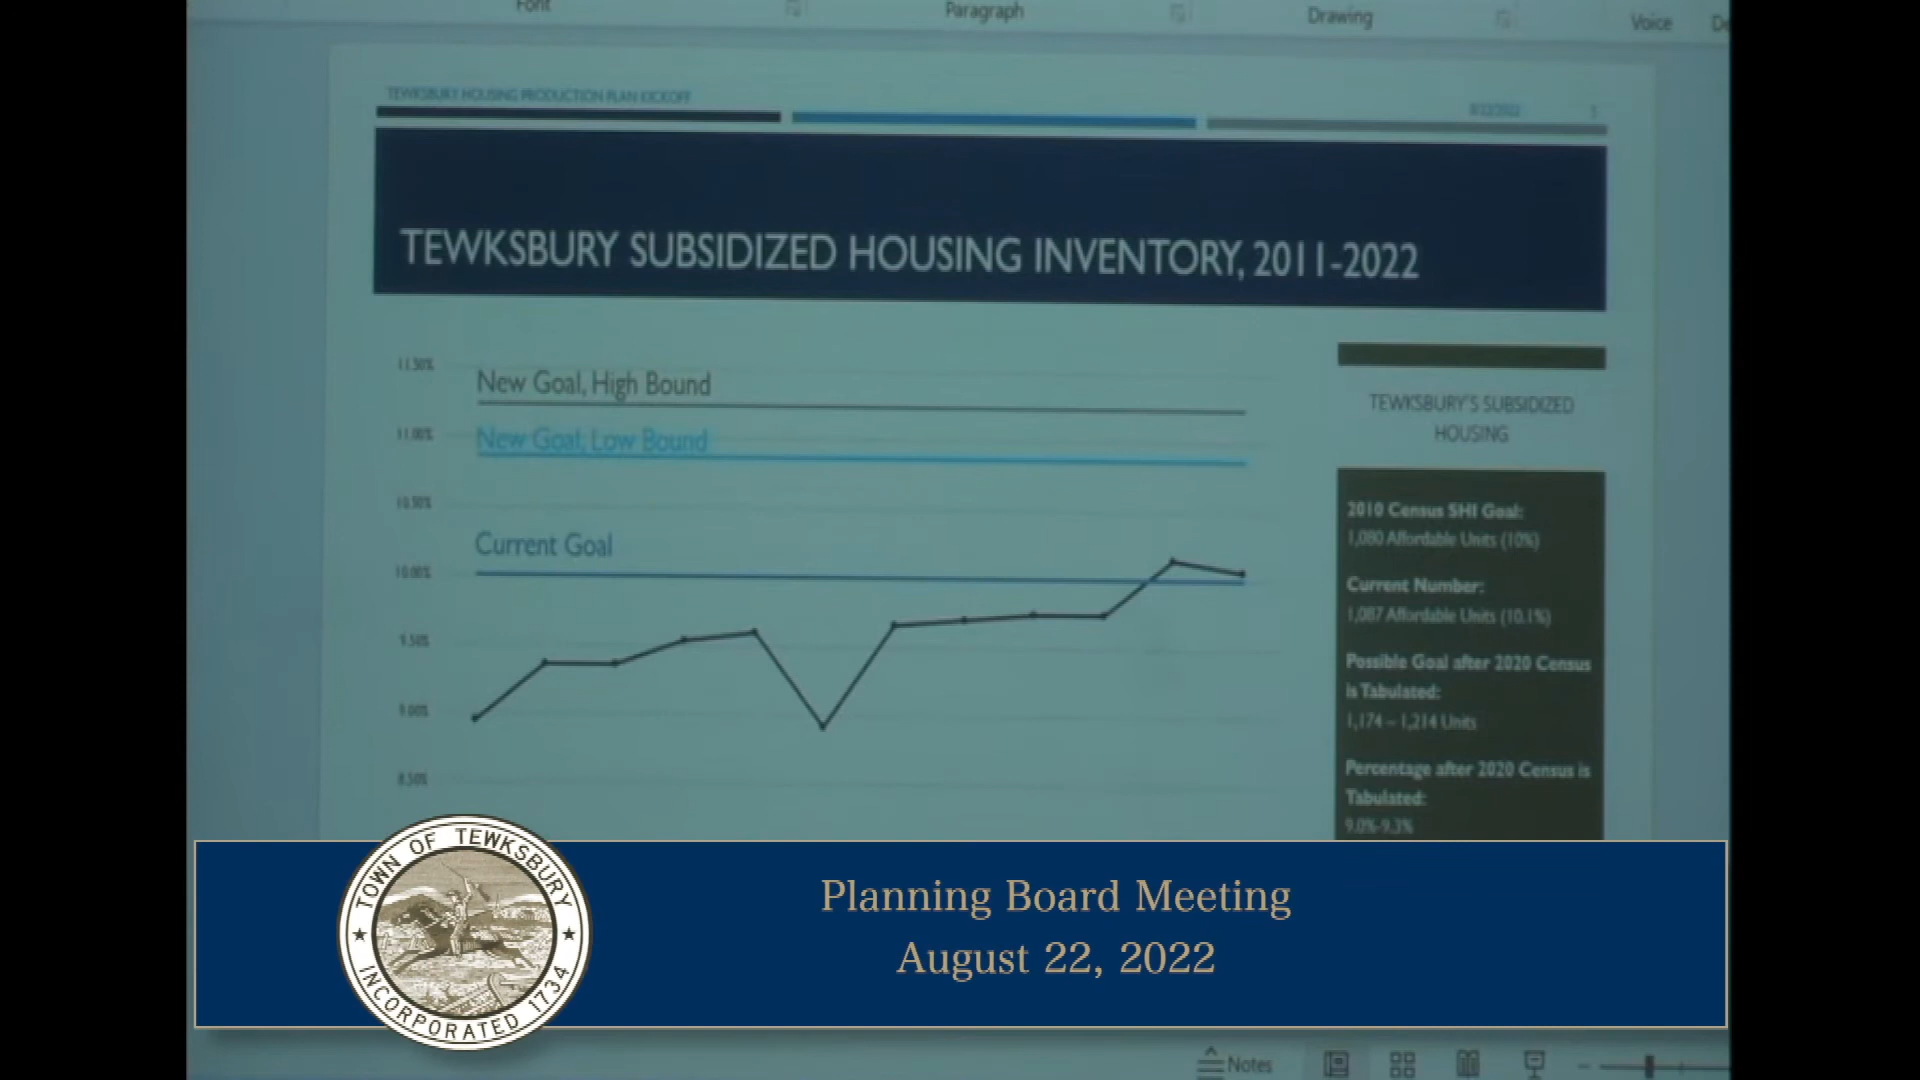 Font
Paragraph
Drawing
Voice
TEWKSBURY HOUSING PRODUCTION PLAN KICKOFF
8/22/2022
TEWKSBURY SUBSIDIZED HOUSING INVENTORY, 2011-2022
11.50%
New Goal, High Bound
11.00%
New Goal, Low Bound
10.50%
Current Goal
10.00%
9.50%
9.00%
8.50%
TEWKSBURY'S SUBSIDIZED
HOUSING
2010 Census SHI Goal:
1,080 Affordable Units (10%)
Current Number:
1,087 Affordable Units (10.1%)
Possible Goal after 2020 Census
is Tabulated:
1,174 – 1,214 Units
Percentage after 2020 Census is
Tabulated:
9.0%-9.3%
TOWN OF TEWKSBURY
INCORPORATED 1734
Planning Board Meeting
August 22, 2022
Notes